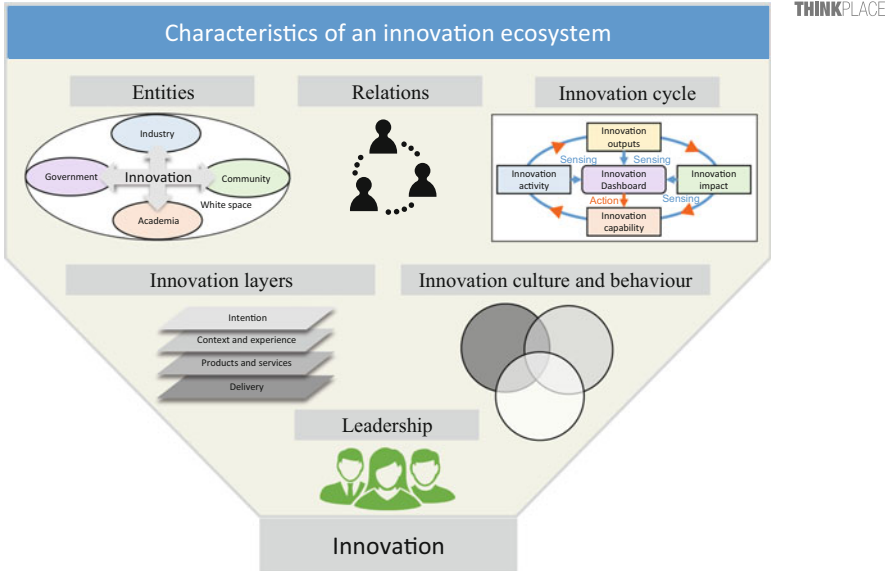 THINKPLACE
Characteristics of an innovation ecosystem
Entities
Industry
Government
Innovation
Community
White space
Academia
Relations
Innovation cycle
Innovation
outputs
Sensing
Sensing
Innovation
activity
Innovation
Dashboard
Innovation
impact
Action
Sensing
Innovation
capability
Innovation layers
Intention
Context and experience
Products and services
Delivery
Innovation culture and behaviour
Leadership
Innovation